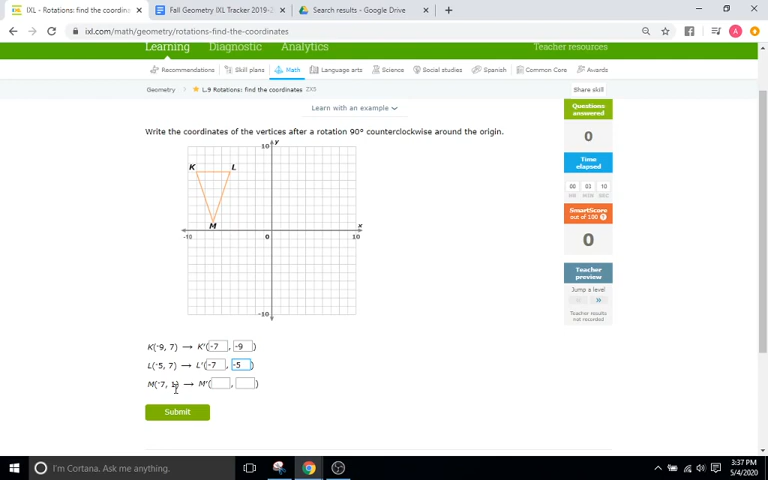 IXL - Rotations: find the coordina
Fall Geometry IXL Tracker 2019-2
Search results - Google Drive
ixl.com/math/geometry/rotations-find-the-coordinates
A
Learning Diagnostic Analytics Teacher resources
Recommendations Skill plans Math Language arts Science Social studies Spanish Common Core Awards
Geometry L.9 Rotations: find the coordinates ZX5 Share skill
Learn with an example
Questions answered
0
Time elapsed
00 03 10
HR MIN SEC
SmartScore out of 100 ?
0
Teacher preview
Jump a level
Teacher results not recorded
Write the coordinates of the vertices after a rotation 90° counterclockwise around the origin.
10 y
K L
M
x
-10 0 10
-10
K(-9, 7) → K′( -7 , -9 )
L(-5, 7) → L′( -7 , -5 )
M(-7, 1) → M′( , )
Submit
I'm Cortana. Ask me anything.
3:37 PM
5/4/2020